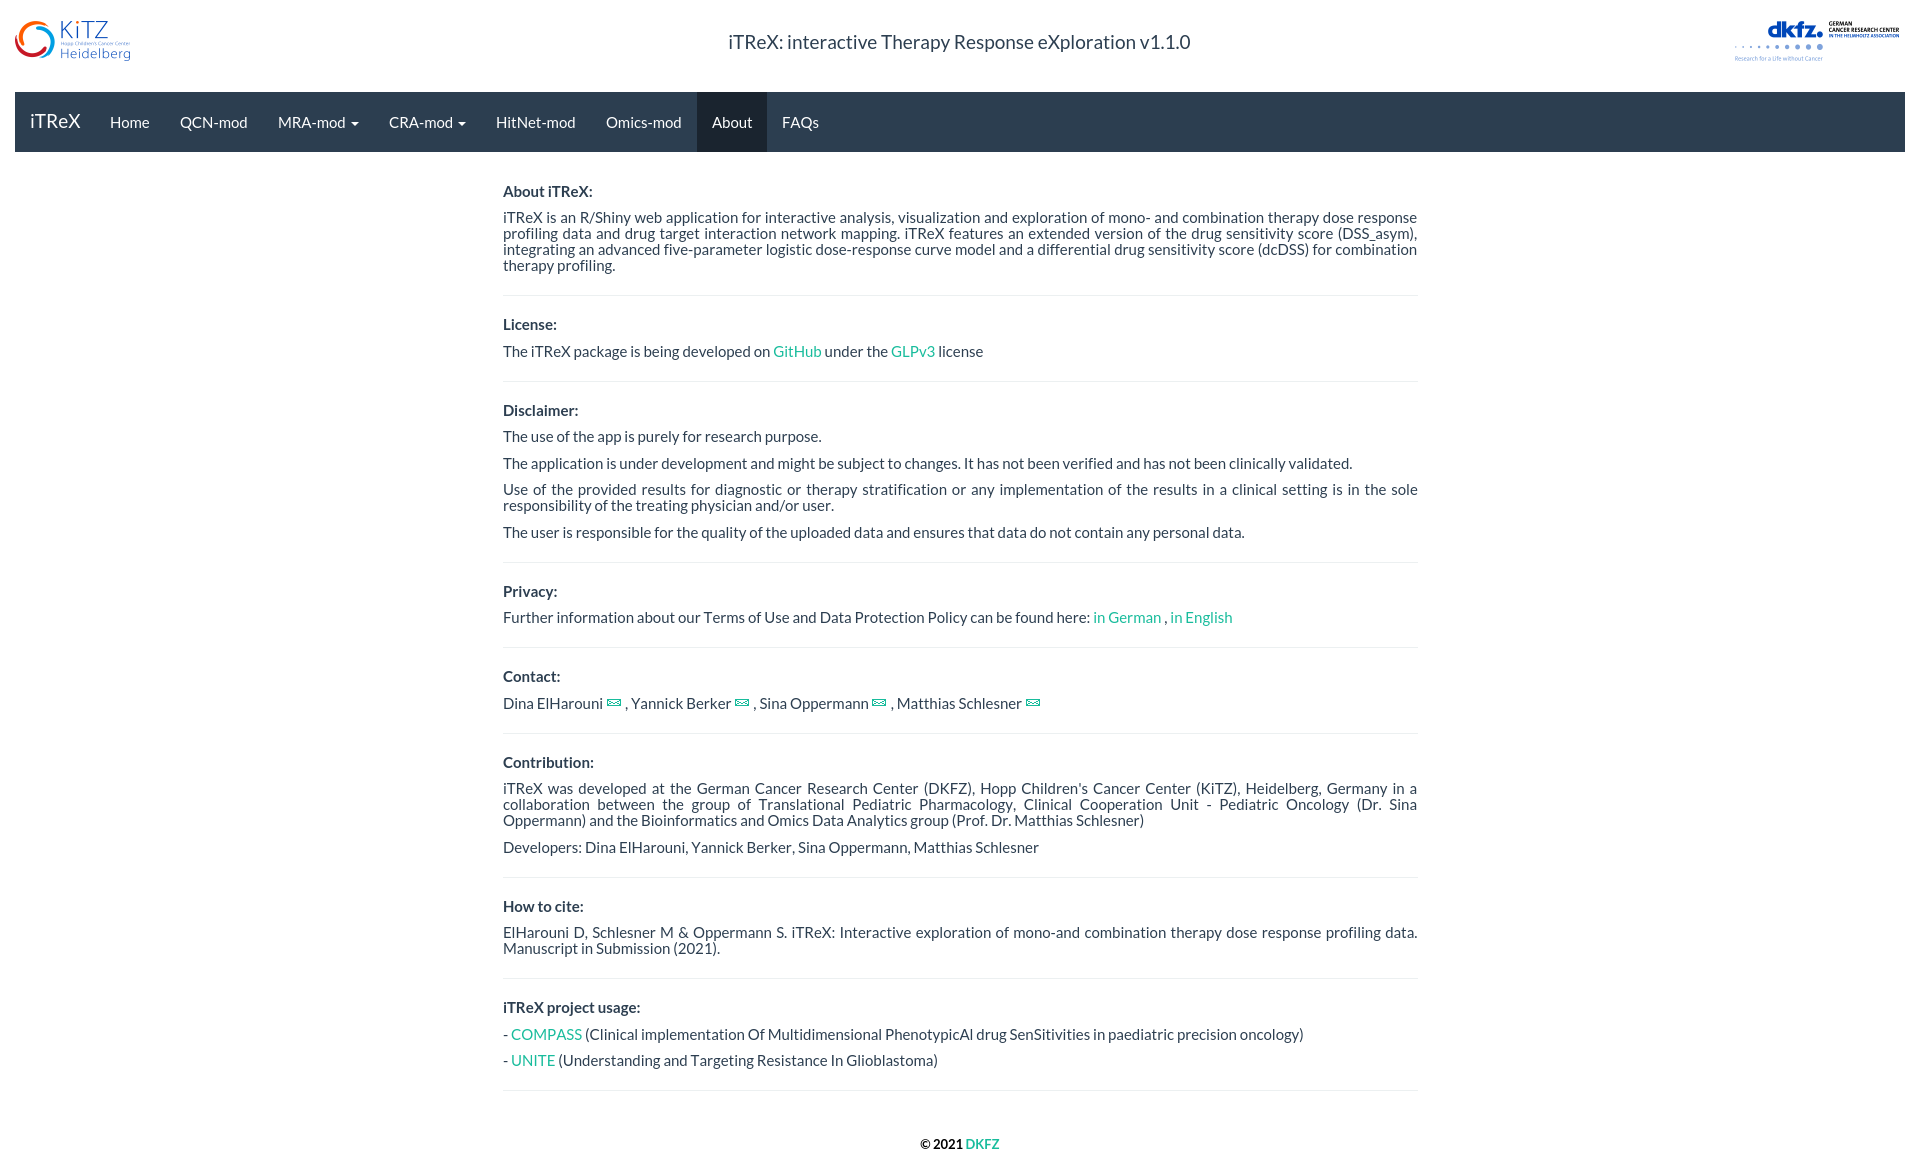 KiTZ
Hopp Children's Cancer Center
Heidelberg
iTReX: interactive Therapy Response eXploration v1.1.0
dkfz.
GERMAN
CANCER RESEARCH CENTER
IN THE HELMHOLTZ ASSOCIATION
Research for a Life without Cancer
iTReX Home QCN-mod MRA-mod CRA-mod HitNet-mod Omics-mod About FAQs
About iTReX:
iTReX is an R/Shiny web application for interactive analysis, visualization and exploration of mono- and combination therapy dose response
profiling data and drug target interaction network mapping. iTReX features an extended version of the drug sensitivity score (DSS_asym),
integrating an advanced five-parameter logistic dose-response curve model and a differential drug sensitivity score (dcDSS) for combination
therapy profiling.
License:
The iTReX package is being developed on GitHub under the GLPv3 license
Disclaimer:
The use of the app is purely for research purpose.
The application is under development and might be subject to changes. It has not been verified and has not been clinically validated.
Use of the provided results for diagnostic or therapy stratification or any implementation of the results in a clinical setting is in the sole
responsibility of the treating physician and/or user.
The user is responsible for the quality of the uploaded data and ensures that data do not contain any personal data.
Privacy:
Further information about our Terms of Use and Data Protection Policy can be found here: in German , in English
Contact:
Dina ElHarouni , Yannick Berker , Sina Oppermann , Matthias Schlesner
Contribution:
iTReX was developed at the German Cancer Research Center (DKFZ), Hopp Children's Cancer Center (KiTZ), Heidelberg, Germany in a
collaboration between the group of Translational Pediatric Pharmacology, Clinical Cooperation Unit - Pediatric Oncology (Dr. Sina
Oppermann) and the Bioinformatics and Omics Data Analytics group (Prof. Dr. Matthias Schlesner)
Developers: Dina ElHarouni, Yannick Berker, Sina Oppermann, Matthias Schlesner
How to cite:
ElHarouni D, Schlesner M & Oppermann S. iTReX: Interactive exploration of mono-and combination therapy dose response profiling data.
Manuscript in Submission (2021).
iTReX project usage:
- COMPASS (Clinical implementation Of Multidimensional PhenotypicAl drug SenSitivities in paediatric precision oncology)
- UNITE (Understanding and Targeting Resistance In Glioblastoma)
© 2021 DKFZ